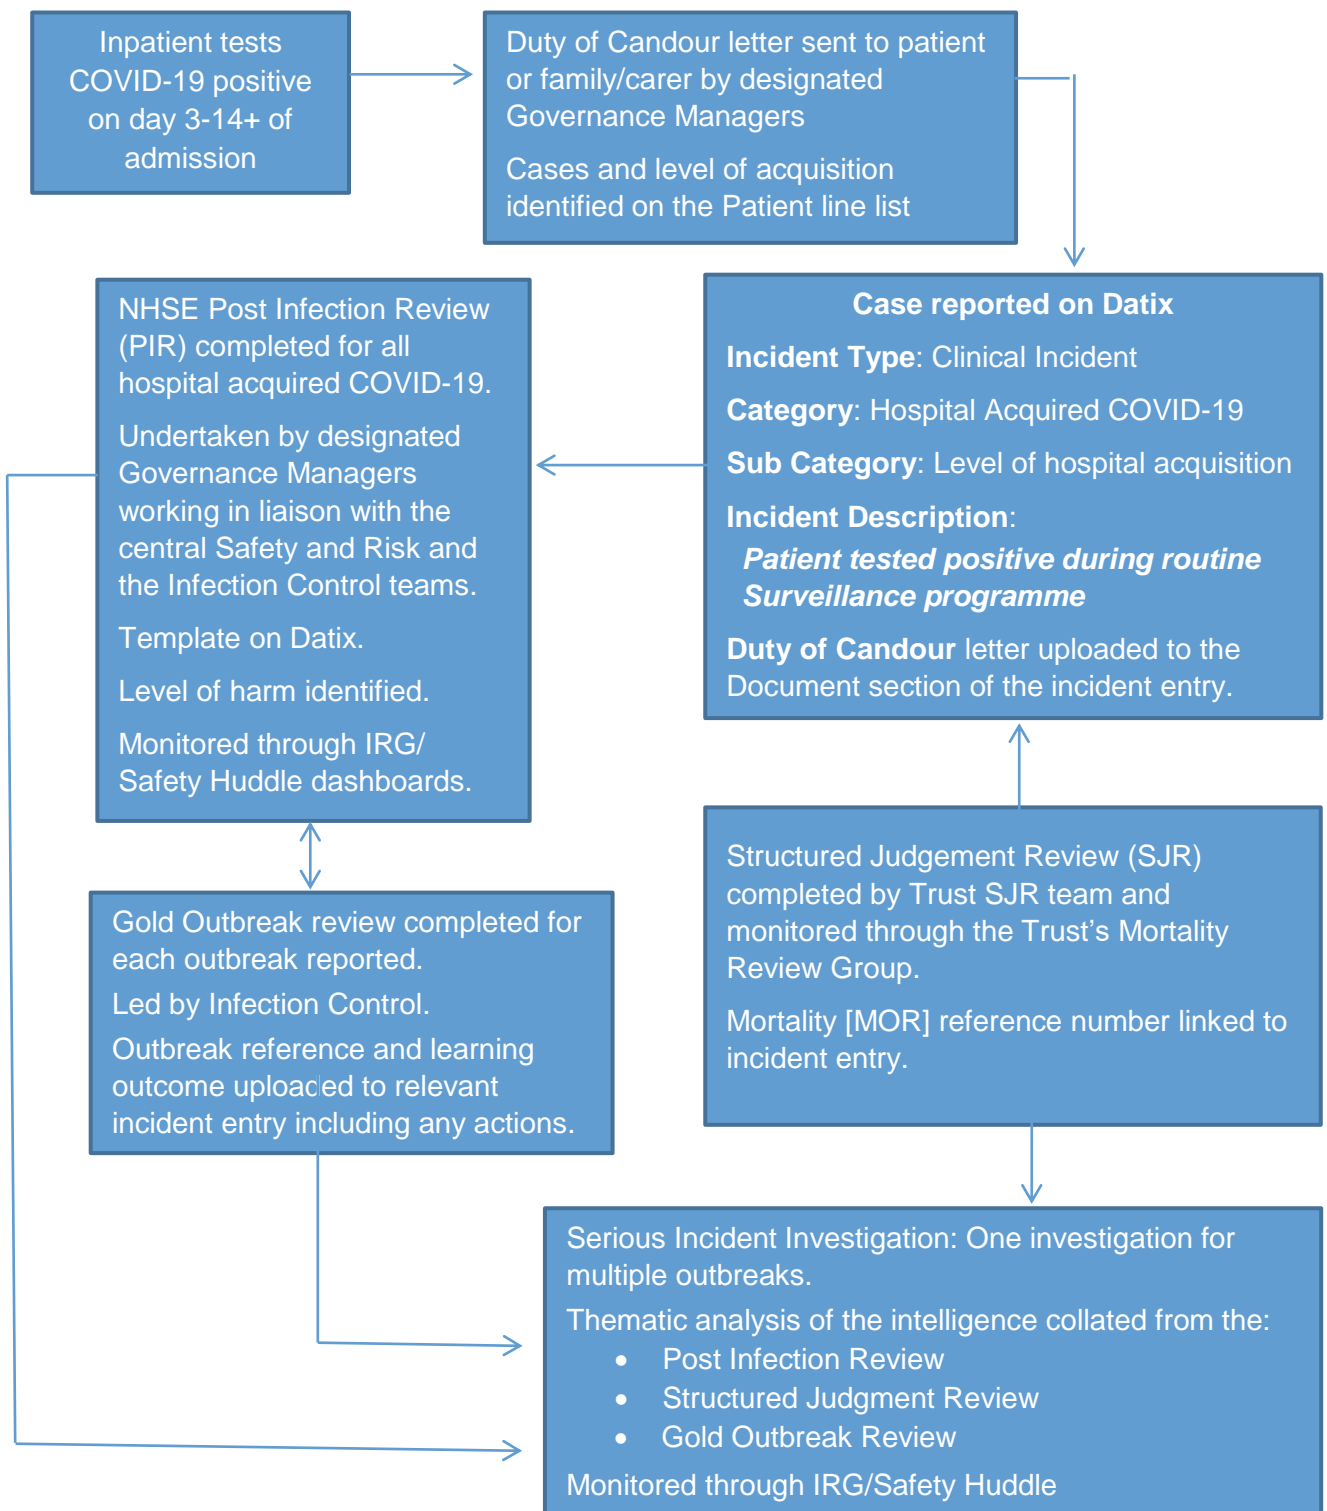 Inpatient tests
COVID-19 positive
on day 3-14+ of
admission
Duty of Candour letter sent to patient
or family/carer by designated
Governance Managers
Cases and level of acquisition
identified on the Patient line list
Case reported on Datix
Incident Type: Clinical Incident
Category: Hospital Acquired COVID-19
Sub Category: Level of hospital acquisition
Incident Description:
Patient tested positive during routine
Surveillance programme
Duty of Candour letter uploaded to the
Document section of the incident entry.
NHSE Post Infection Review
(PIR) completed for all
hospital acquired COVID-19.
Undertaken by designated
Governance Managers
working in liaison with the
central Safety and Risk and
the Infection Control teams.
Template on Datix.
Level of harm identified.
Monitored through IRG/
Safety Huddle dashboards.
Structured Judgement Review (SJR)
completed by Trust SJR team and
monitored through the Trust’s Mortality
Review Group.
Mortality [MOR] reference number linked to
incident entry.
Gold Outbreak review completed for
each outbreak reported.
Led by Infection Control.
Outbreak reference and learning
outcome uploaded to relevant
incident entry including any actions.
Serious Incident Investigation: One investigation for
multiple outbreaks.
Thematic analysis of the intelligence collated from the:
• Post Infection Review
• Structured Judgment Review
• Gold Outbreak Review
Monitored through IRG/Safety Huddle